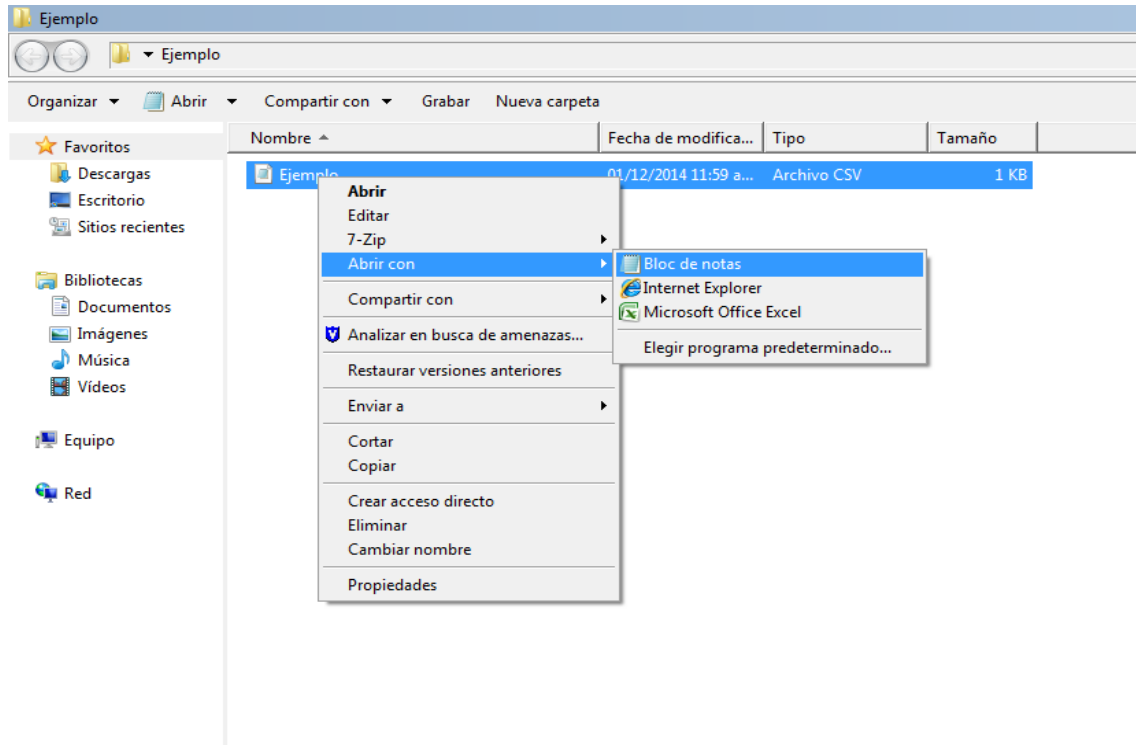 Ejemplo
Ejemplo
Organizar Abrir Compartir con Grabar Nueva carpeta
Favoritos
Descargas
Escritorio
Sitios recientes
Bibliotecas
Documentos
Imágenes
Música
Vídeos
Equipo
Red
Nombre Fecha de modifica... Tipo Tamaño
Ejemplo 01/12/2014 11:59 a... Archivo CSV 1 KB
Abrir
Editar
7-Zip
Abrir con
Compartir con
Analizar en busca de amenazas...
Restaurar versiones anteriores
Enviar a
Cortar
Copiar
Crear acceso directo
Eliminar
Cambiar nombre
Propiedades
Bloc de notas
Internet Explorer
Microsoft Office Excel
Elegir programa predeterminado...